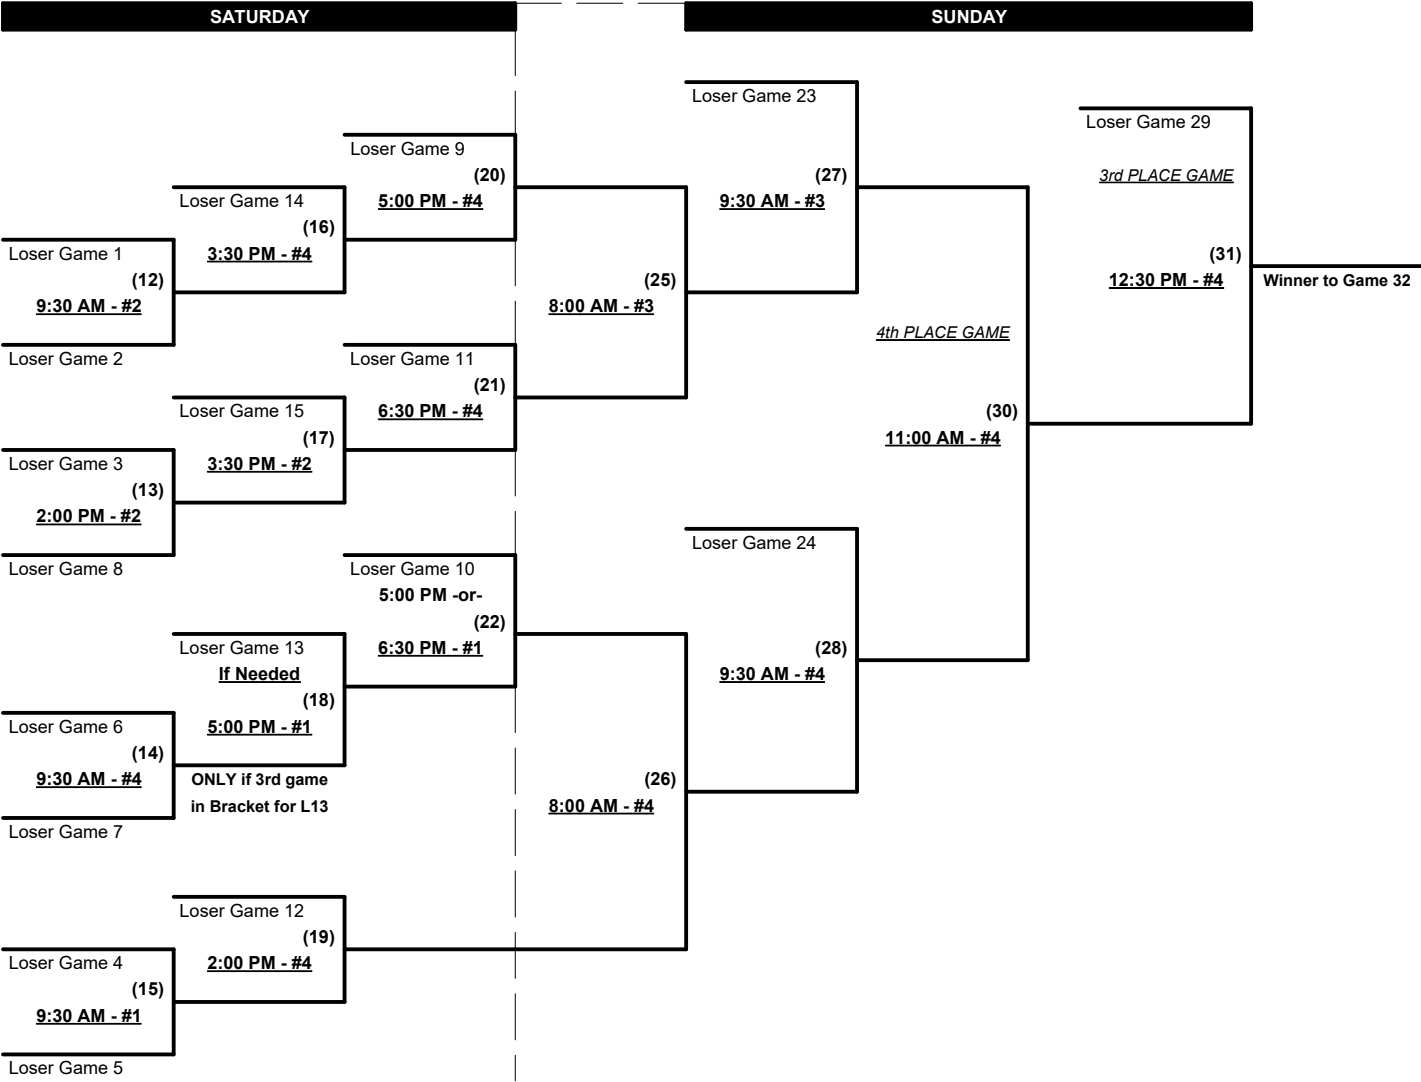 SATURDAY
SUNDAY
Loser Game 23
Loser Game 29
Loser Game 9
(20)
5:00 PM - #4
(27)
9:30 AM - #3
3rd PLACE GAME
Loser Game 14
(16)
3:30 PM - #4
Loser Game 1
(12)
9:30 AM - #2
Loser Game 2
(25)
8:00 AM - #3
(31)
12:30 PM - #4
Winner to Game 32
4th PLACE GAME
Loser Game 11
(21)
6:30 PM - #4
Loser Game 15
(17)
3:30 PM - #2
(30)
11:00 AM - #4
Loser Game 3
(13)
2:00 PM - #2
Loser Game 8
Loser Game 24
Loser Game 10
5:00 PM -or-
(22)
6:30 PM - #1
Loser Game 13
If Needed
(18)
5:00 PM - #1
(28)
9:30 AM - #4
Loser Game 6
(14)
9:30 AM - #4
Loser Game 7
ONLY if 3rd game
in Bracket for L13
(26)
8:00 AM - #4
Loser Game 12
(19)
2:00 PM - #4
Loser Game 4
(15)
9:30 AM - #1
Loser Game 5